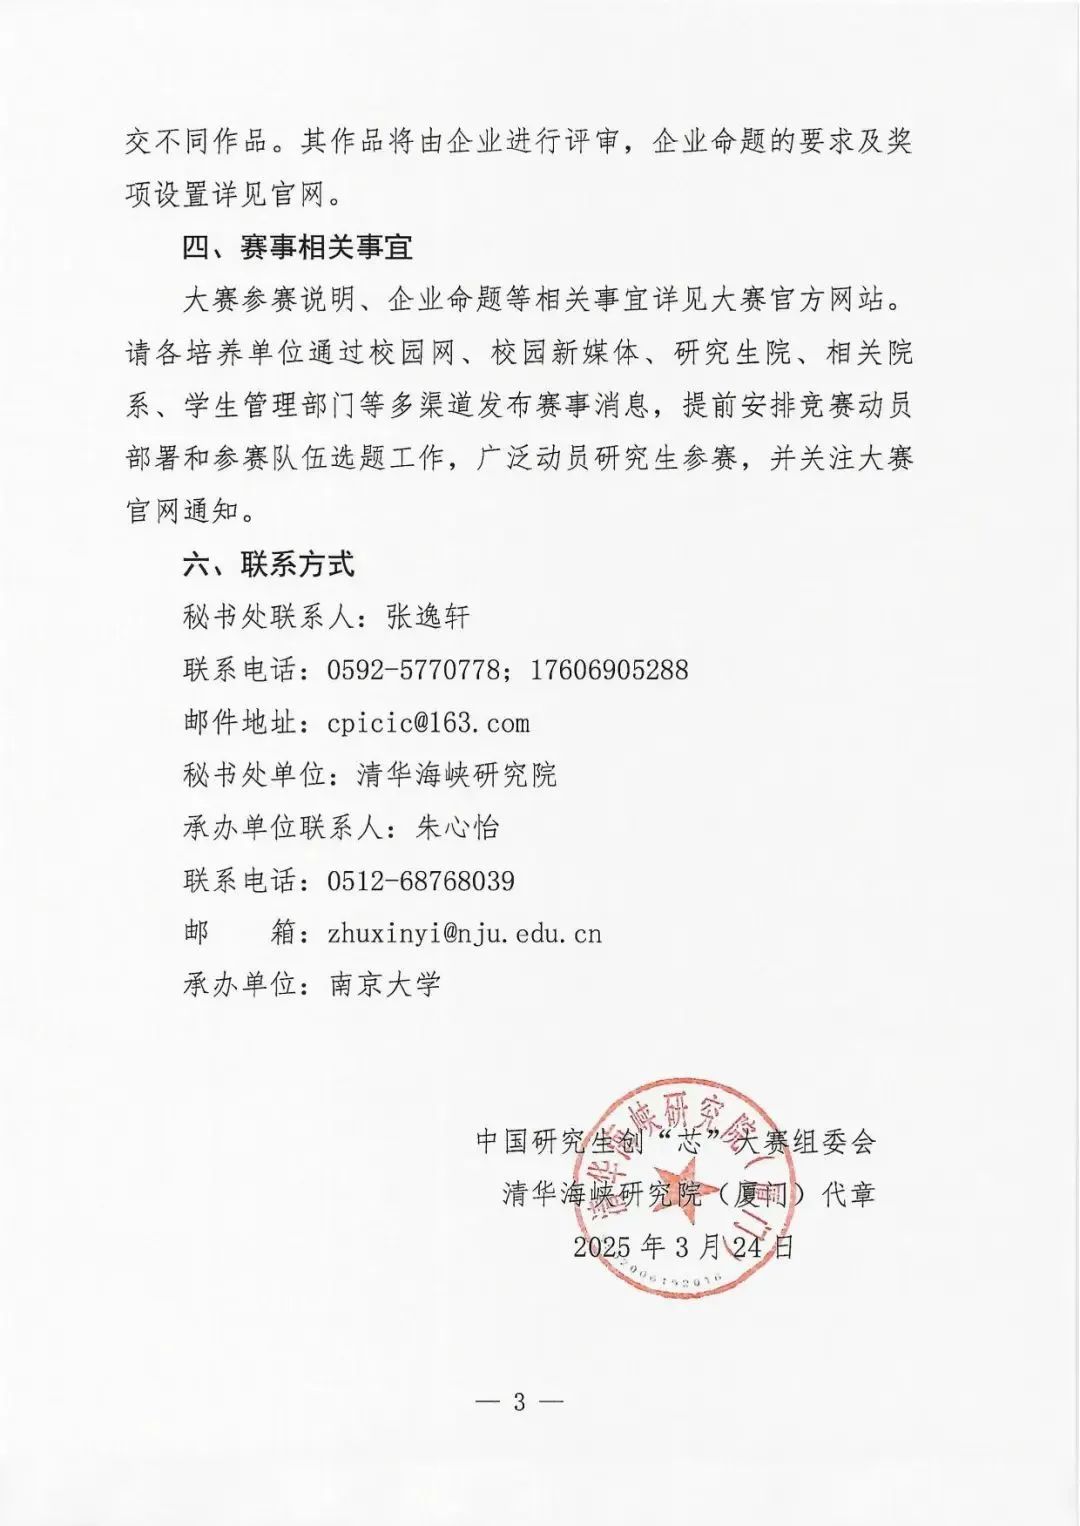 交不同作品。其作品将由企业进行评审，企业命题的要求及奖
项设置详见官网。
四、赛事相关事宜
大赛参赛说明、企业命题等相关事宜详见大赛官方网站。
请各培养单位通过校园网、校园新媒体、研究生院、相关院
系、学生管理部门等多渠道发布赛事消息，提前安排竞赛动员
部署和参赛队伍选题工作，广泛动员研究生参赛，并关注大赛
官网通知。
六、联系方式
秘书处联系人：张逸轩
联系电话：0592-5770778；17606905288
邮件地址：cpicic@163.com
秘书处单位：清华海峡研究院
承办单位联系人：朱心怡
联系电话：0512-68768039
邮　　箱：zhuxinyi@nju.edu.cn
承办单位：南京大学
清华海峡研究院（厦门）
中国研究生创“芯”大赛组委会
清华海峡研究院（厦门）代章
2025年3月24日
— 3 —